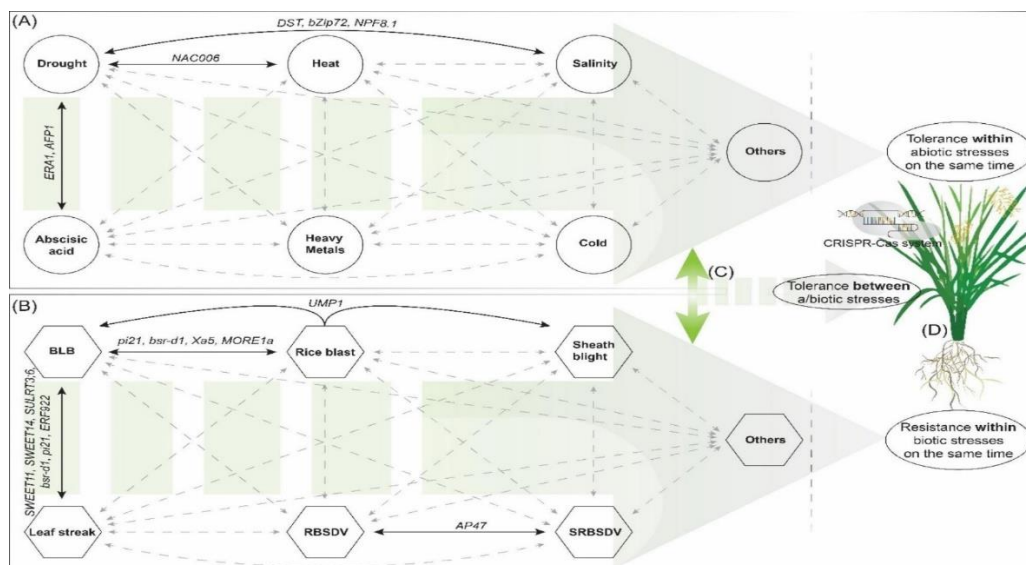 (A)
DST, bZip72, NPF8.1
Drought
NAC006
Heat
Salinity
ERA1, AFP1
Others
Tolerance within
abiotic stresses
on the same time
Abscisic
acid
Heavy
Metals
Cold
CRISPR-Cas system
(C)
Tolerance between
a/biotic stresses
(B)
UMP1
BLB
pi21, bsr-d1, Xa5, MORE1a
Rice blast
Sheath
blight
(D)
SWEET11, SWEET14, SULRT3;6,
bsr-d1, pi21, ERF922
Others
Resistance within
biotic stresses
on the same time
Leaf streak
RBSDV
AP47
SRBSDV